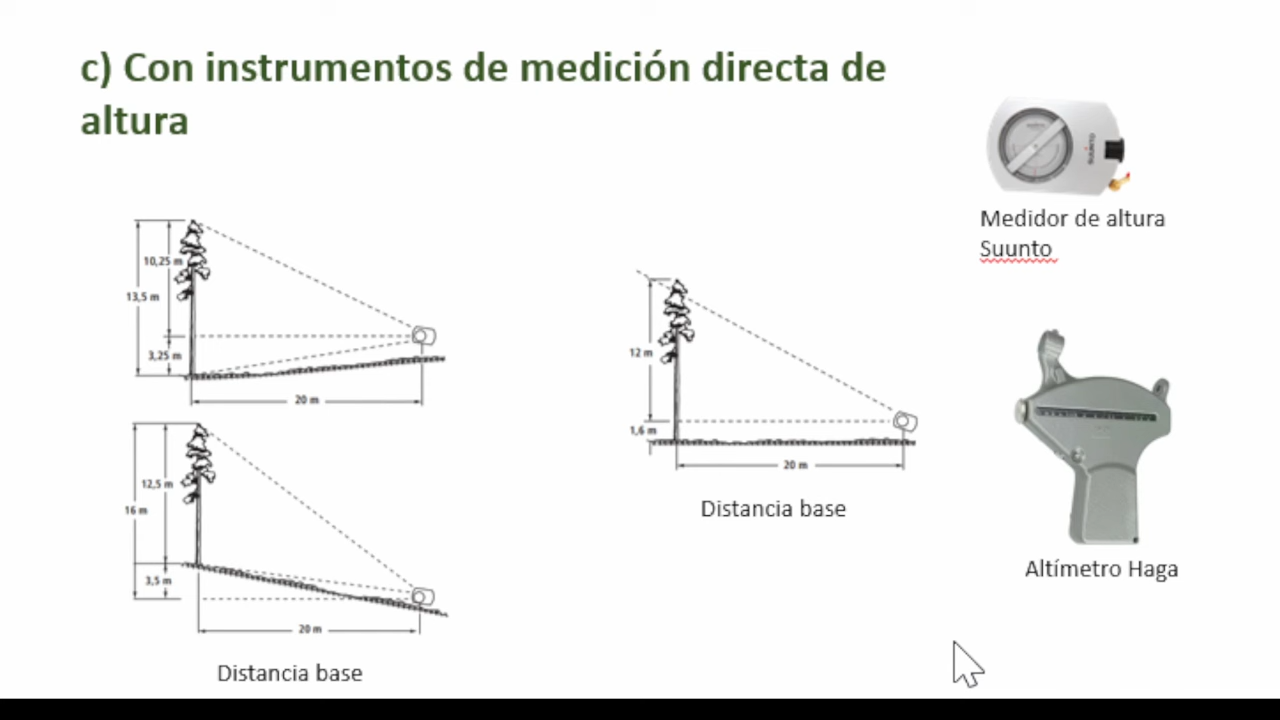 c) Con instrumentos de medición directa de
altura
SUUNTO
Medidor de altura
Suunto
10,25 m
13,5 m
3,25 m
20 m
12 m
1,6 m
20 m
Distancia base
12,5 m
16 m
3,5 m
20 m
Distancia base
Altímetro Haga